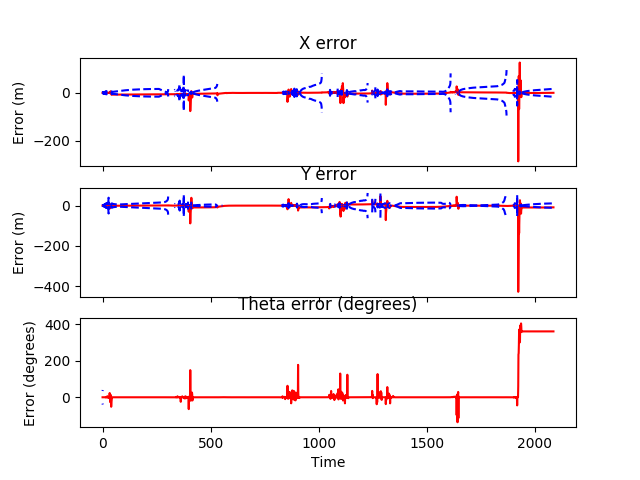 X error
0
−200
Error (m)
Y error
0
−200
−400
Error (m)
Theta error (degrees)
400
200
0
Error (degrees)
0 500 1000 1500 2000
Time